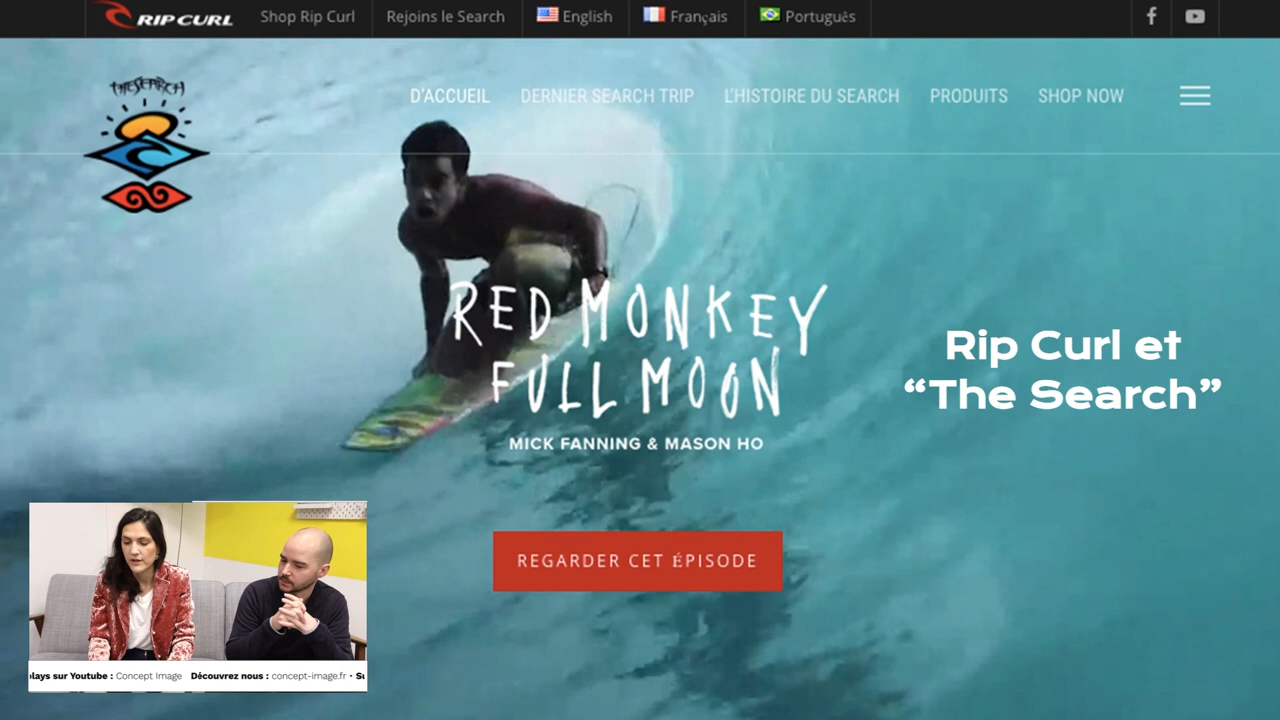 RIP CURL Shop Rip Curl Rejoins le Search English Français Português
THE SEARCH
D'ACCUEIL DERNIER SEARCH TRIP L'HISTOIRE DU SEARCH PRODUITS SHOP NOW
RED MONKEY
FULL MOON
MICK FANNING & MASON HO
Rip Curl et
“The Search”
REGARDER CET ÉPISODE
plays sur Youtube : Concept Image Découvrez nous : concept-image.fr •